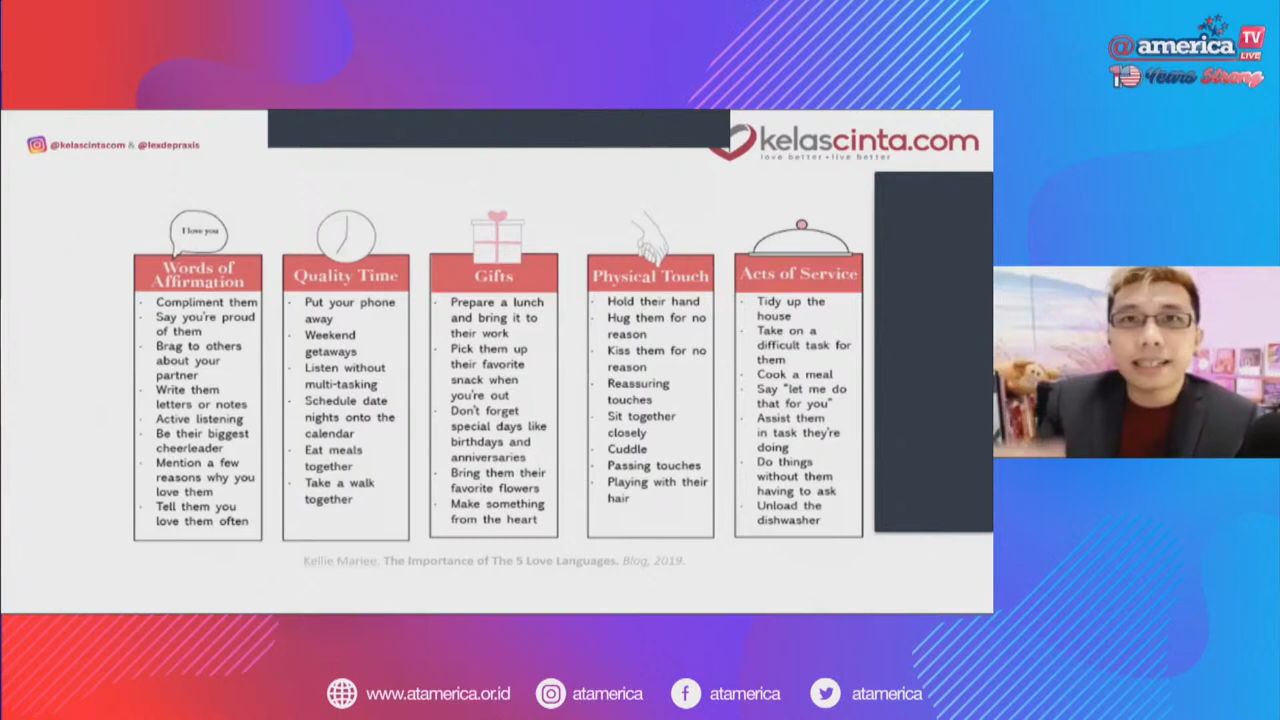 @america TV
LIVE
10 Years Strong
@kelascintacom & @lexdepraxis
kelascinta.com
love better • live better
I love you
Words of
Affirmation
· Compliment them
· Say you're proud
of them
· Brag to others
about your
partner
· Write them
letters or notes
· Active listening
· Be their biggest
cheerleader
· Mention a few
reasons why you
love them
· Tell them you
love them often
Quality Time
· Put your phone
away
· Weekend
getaways
· Listen without
multi-tasking
· Schedule date
nights onto the
calendar
· Eat meals
together
· Take a walk
together
Gifts
· Prepare a lunch
and bring it to
their work
· Pick them up
their favorite
snack when
you're out
· Don't forget
special days like
birthdays and
anniversaries
· Bring them their
favorite flowers
· Make something
from the heart
Physical Touch
· Hold their hand
· Hug them for no
reason
· Kiss them for no
reason
· Reassuring
touches
· Sit together
closely
· Cuddle
· Passing touches
· Playing with their
hair
Acts of Service
· Tidy up the
house
· Take on a
difficult task for
them
· Cook a meal
· Say "let me do
that for you"
· Assist them
in task they're
doing
· Do things
without them
having to ask
· Unload the
dishwasher
Kellie Mariee. The Importance of The 5 Love Languages. Blog, 2019.
www.atamerica.or.id
atamerica
atamerica
atamerica